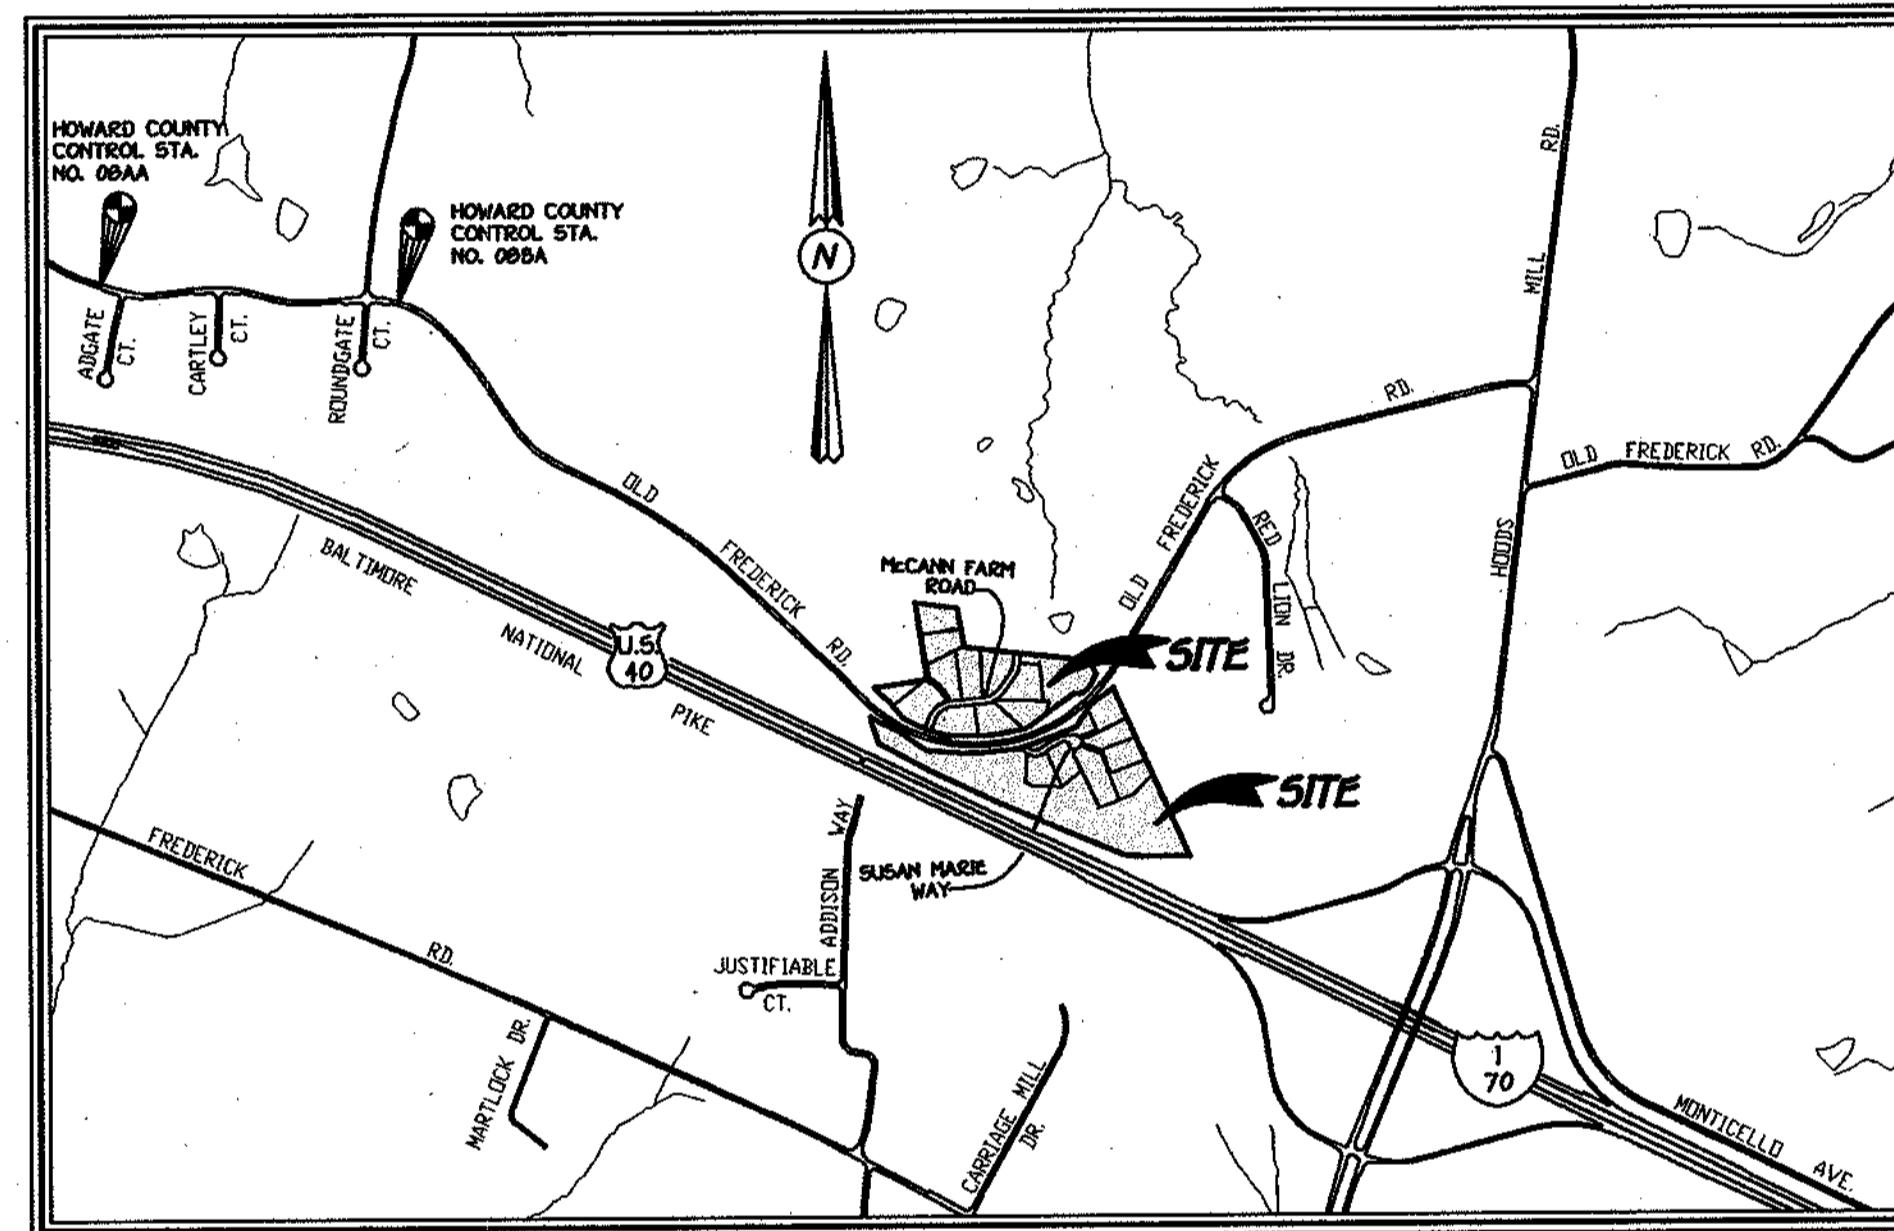 HOWARD COUNTY
CONTROL STA.
NO. 08AA
HOWARD COUNTY
CONTROL STA.
NO. 08BA
N
ADGATE
CT.
CARTLEY
CT.
ROUNDGATE
CT.
OLD
FREDERICK
RD.
BALTIMORE
NATIONAL
PIKE
U.S.
40
McCANN FARM
ROAD
SITE
SITE
SUSAN MARIE
WAY
OLD
FREDERICK
RD.
RED
LION
DR.
HOODS
MILL
RD.
OLD FREDERICK RD.
FREDERICK
RD.
MARTLOCK DR.
ADDISON
WAY
JUSTIFIABLE
CT.
CARRIAGE MILL
DR.
I
70
MONTICELLO
AVE.